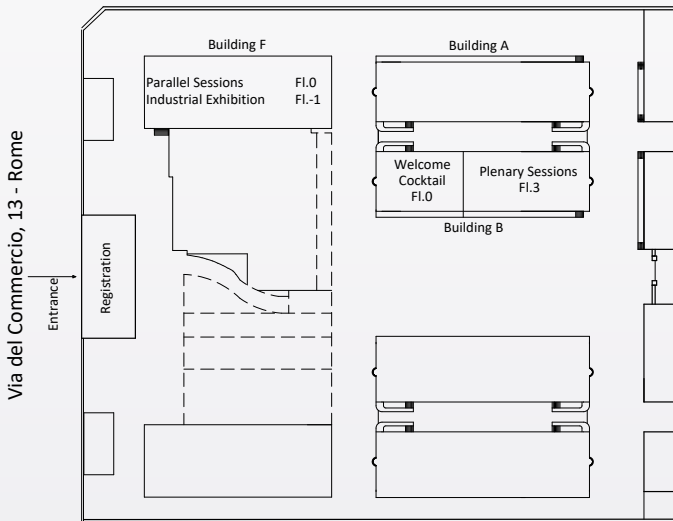 Building F
Parallel Sessions Fl.0
Industrial Exhibition Fl.-1
Building A
Welcome
Cocktail
Fl.0
Plenary Sessions
Fl.3
Building B
Via del Commercio, 13 - Rome
Entrance
Registration